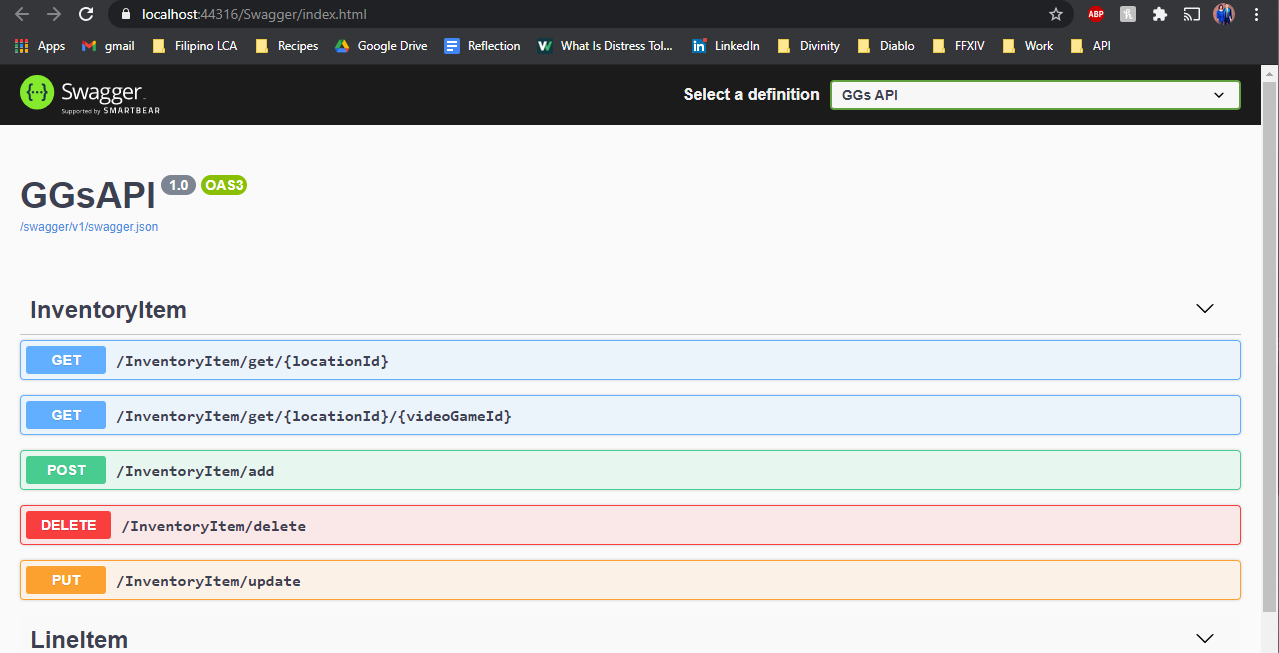 localhost:44316/Swagger/index.html ABP
Apps gmail Filipino LCA Recipes Google Drive Reflection What Is Distress Tol... LinkedIn Divinity Diablo FFXIV Work API
{···} Swagger.
Supported by SMARTBEAR
Select a definition GGs API
GGsAPI 1.0 OAS3
/swagger/v1/swagger.json
InventoryItem
GET /InventoryItem/get/{locationId}
GET /InventoryItem/get/{locationId}/{videoGameId}
POST /InventoryItem/add
DELETE /InventoryItem/delete
PUT /InventoryItem/update
LineItem